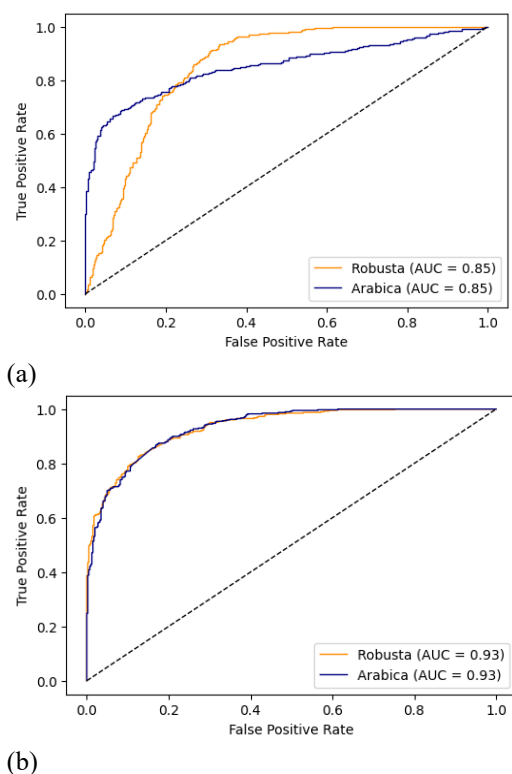 1.0
0.8
0.6
0.4
0.2
0.0
True Positive Rate
Robusta (AUC = 0.85)
Arabica (AUC = 0.85)
0.0 0.2 0.4 0.6 0.8 1.0
False Positive Rate
(a)
1.0
0.8
0.6
0.4
0.2
0.0
True Positive Rate
Robusta (AUC = 0.93)
Arabica (AUC = 0.93)
0.0 0.2 0.4 0.6 0.8 1.0
False Positive Rate
(b)